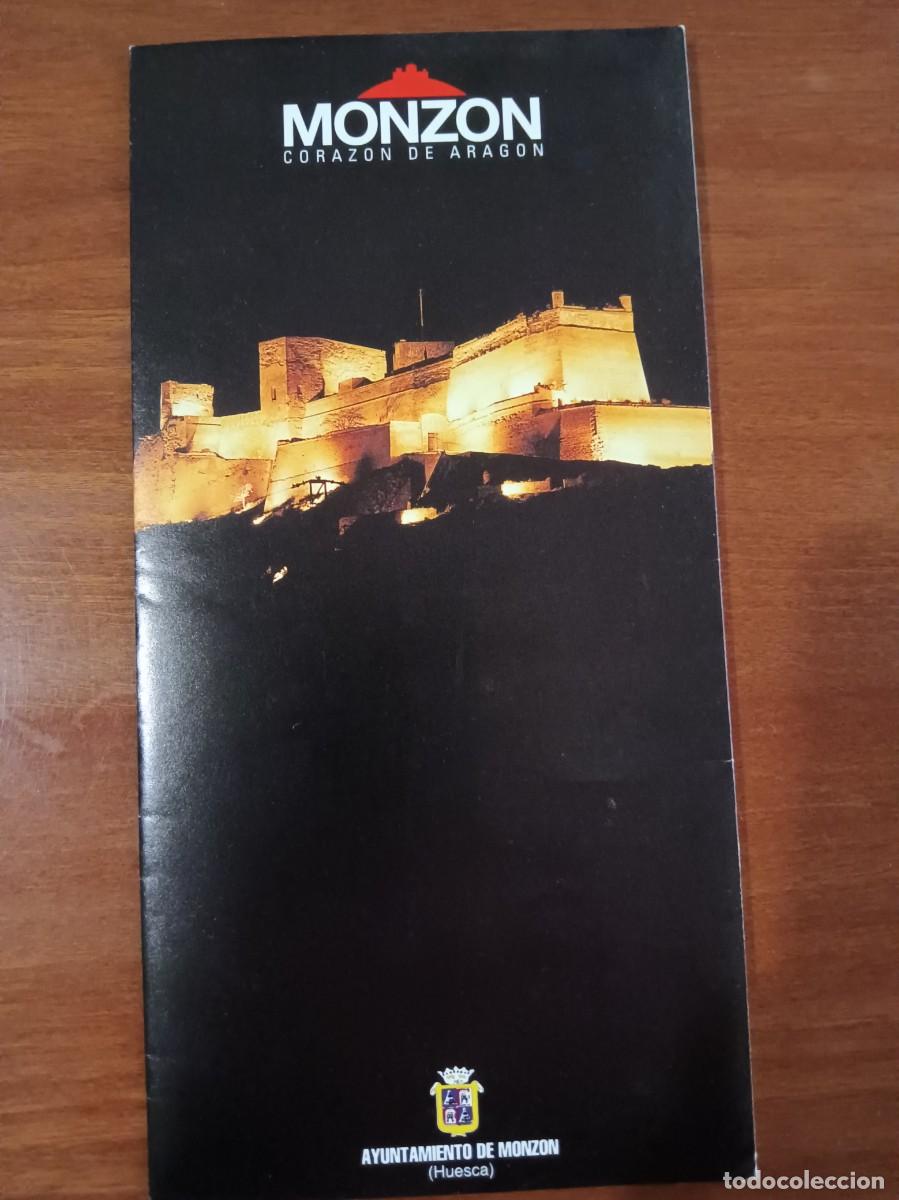 MONZON
CORAZON DE ARAGON
AYUNTAMIENTO DE MONZON
(Huesca)
todocoleccion